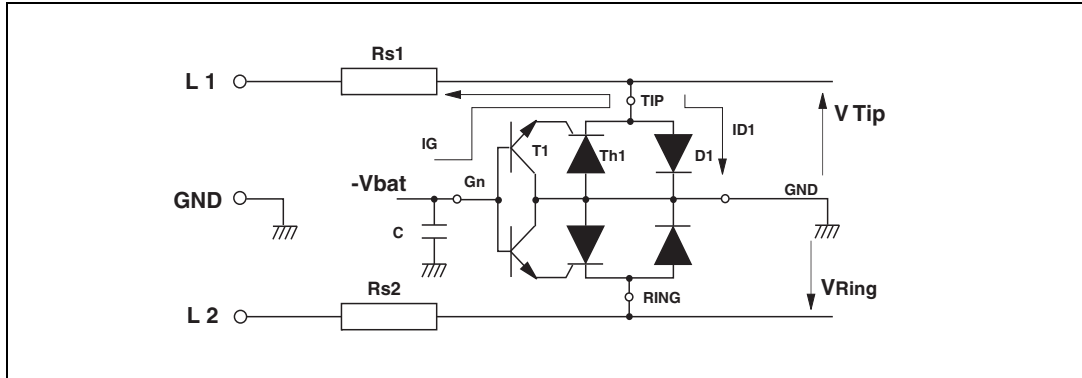 Rs1
L 1
TIP
V Tip
IG
T1
Th1
D1
ID1
-Vbat
Gn
GND
GND
C
Rs2
RING
VRing
L 2